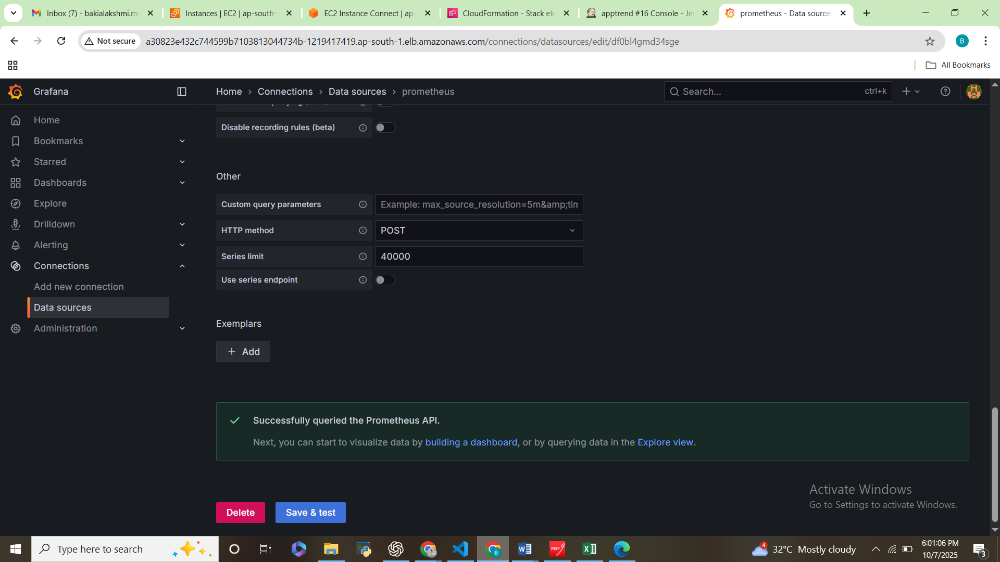 Inbox (7) - bakialakshmi.m
Instances | EC2 | ap-south-
EC2 Instance Connect | ap-
CloudFormation - Stack ek
apptrend #16 Console - Je
prometheus - Data sources
Not secure
a30823e432c744599b7103813044734b-1219417419.ap-south-1.elb.amazonaws.com/connections/datasources/edit/df0bl4gmd34sge
B
All Bookmarks
Grafana
Home › Connections › Data sources › prometheus
Search...
ctrl+k
Home
Bookmarks
Starred
Dashboards
Explore
Drilldown
Alerting
Connections
Add new connection
Data sources
Administration
Disable recording rules (beta)
Other
Custom query parameters
Example: max_source_resolution=5m&amp;tin
HTTP method
POST
Series limit
40000
Use series endpoint
Exemplars
+ Add
Successfully queried the Prometheus API.
Next, you can start to visualize data by building a dashboard, or by querying data in the Explore view.
Delete
Save & test
Activate Windows
Go to Settings to activate Windows.
Type here to search
PDF
B
4
32°C Mostly cloudy
6:01:06 PM
10/7/2025
3